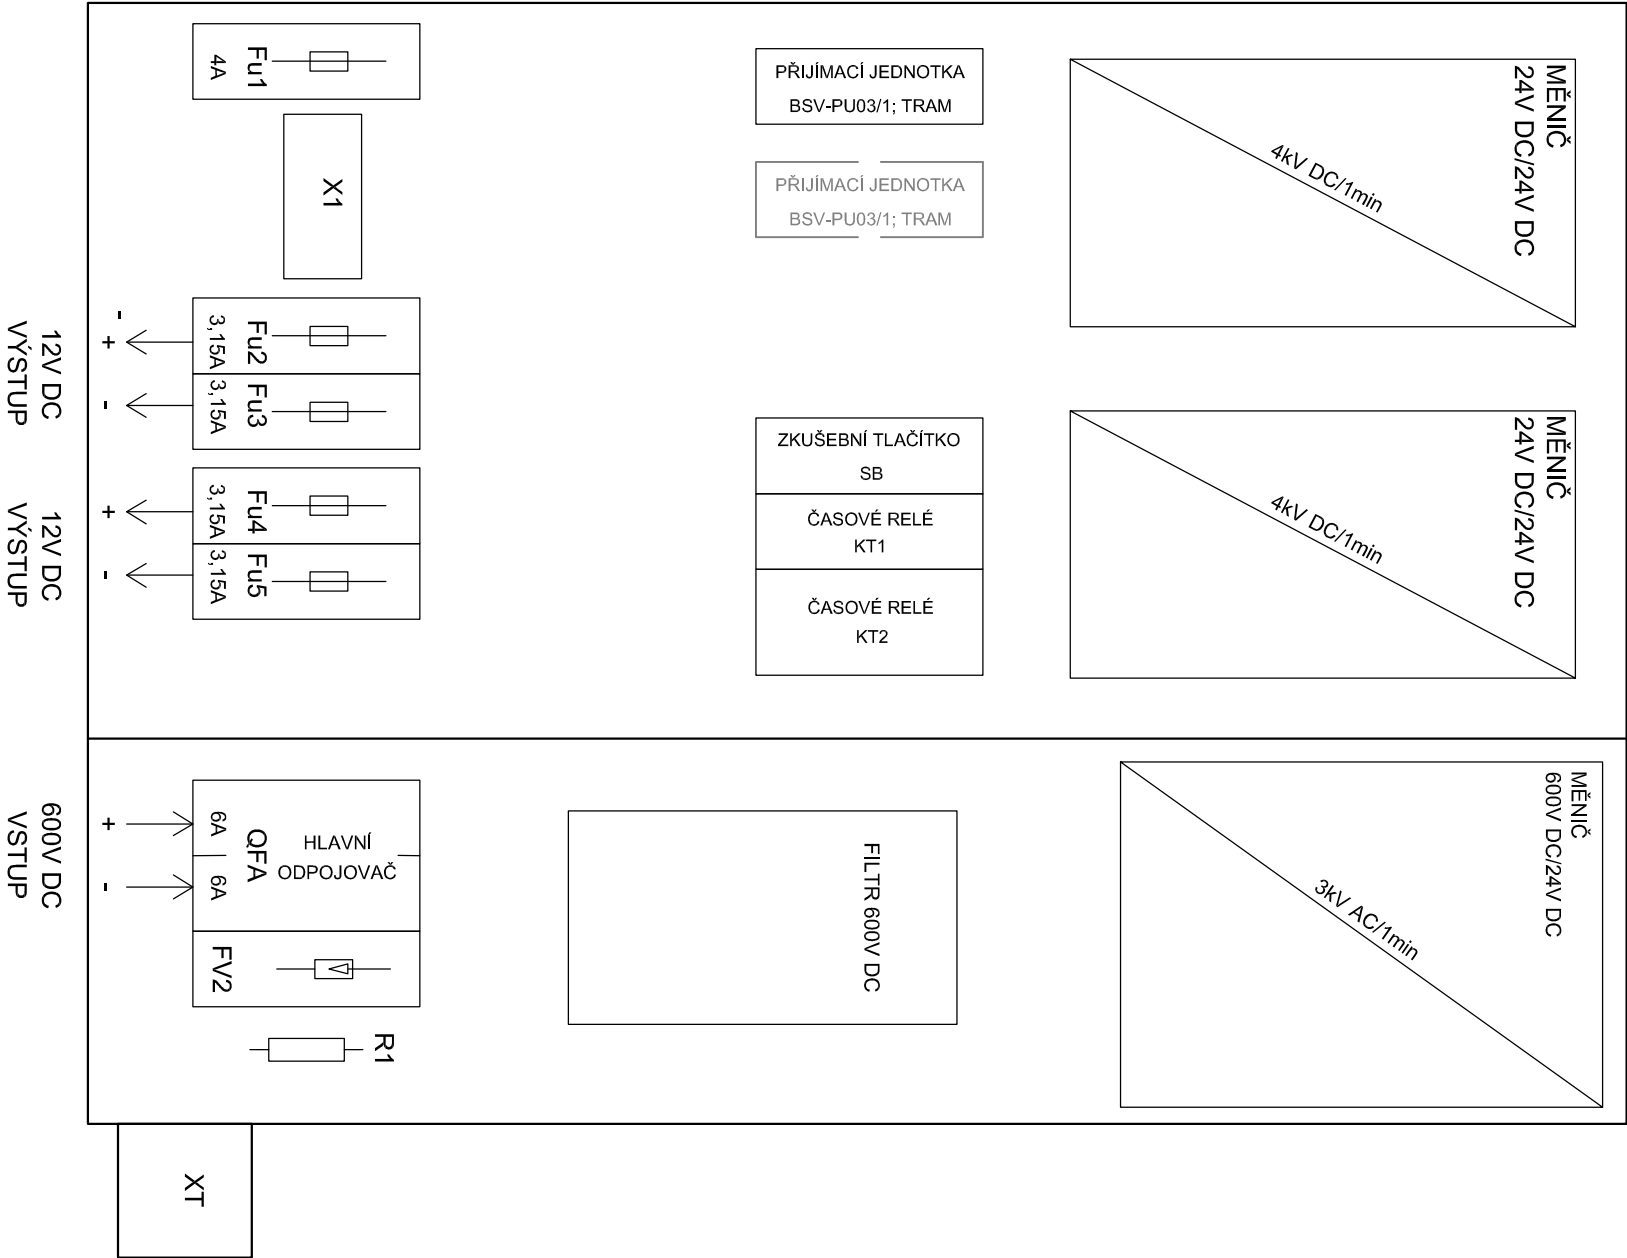 Fu1
4A
X1
PŘIJÍMACÍ JEDNOTKA
BSV-PU03/1; TRAM
PŘIJÍMACÍ JEDNOTKA
BSV-PU03/1; TRAM
MĚNIČ
24V DC/24V DC
4kV DC/1min
12V DC
VÝSTUP
-
+
-
Fu2
3,15A
Fu3
3,15A
12V DC
VÝSTUP
+
-
Fu4
3,15A
Fu5
3,15A
ZKUŠEBNÍ TLAČÍTKO
SB
ČASOVÉ RELÉ
KT1
ČASOVÉ RELÉ
KT2
MĚNIČ
24V DC/24V DC
4kV DC/1min
600V DC
VSTUP
+
-
6A
6A
QFA
HLAVNÍ
ODPOJOVAČ
FV2
R1
FILTR 600V DC
MĚNIČ
600V DC/24V DC
3kV AC/1min
XT